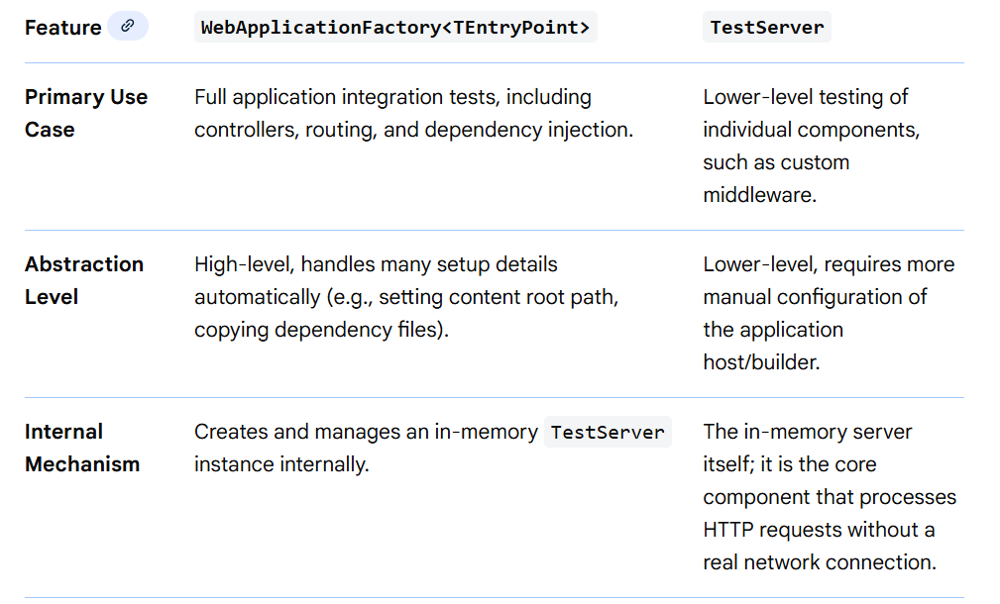 Feature WebApplicationFactory<TEntryPoint> TestServer
Primary Use
Case
Full application integration tests, including
controllers, routing, and dependency injection.
Lower-level testing of
individual components,
such as custom
middleware.
Abstraction
Level
High-level, handles many setup details
automatically (e.g., setting content root path,
copying dependency files).
Lower-level, requires more
manual configuration of
the application
host/builder.
Internal
Mechanism
Creates and manages an in-memory TestServer
instance internally.
The in-memory server
itself; it is the core
component that processes
HTTP requests without a
real network connection.